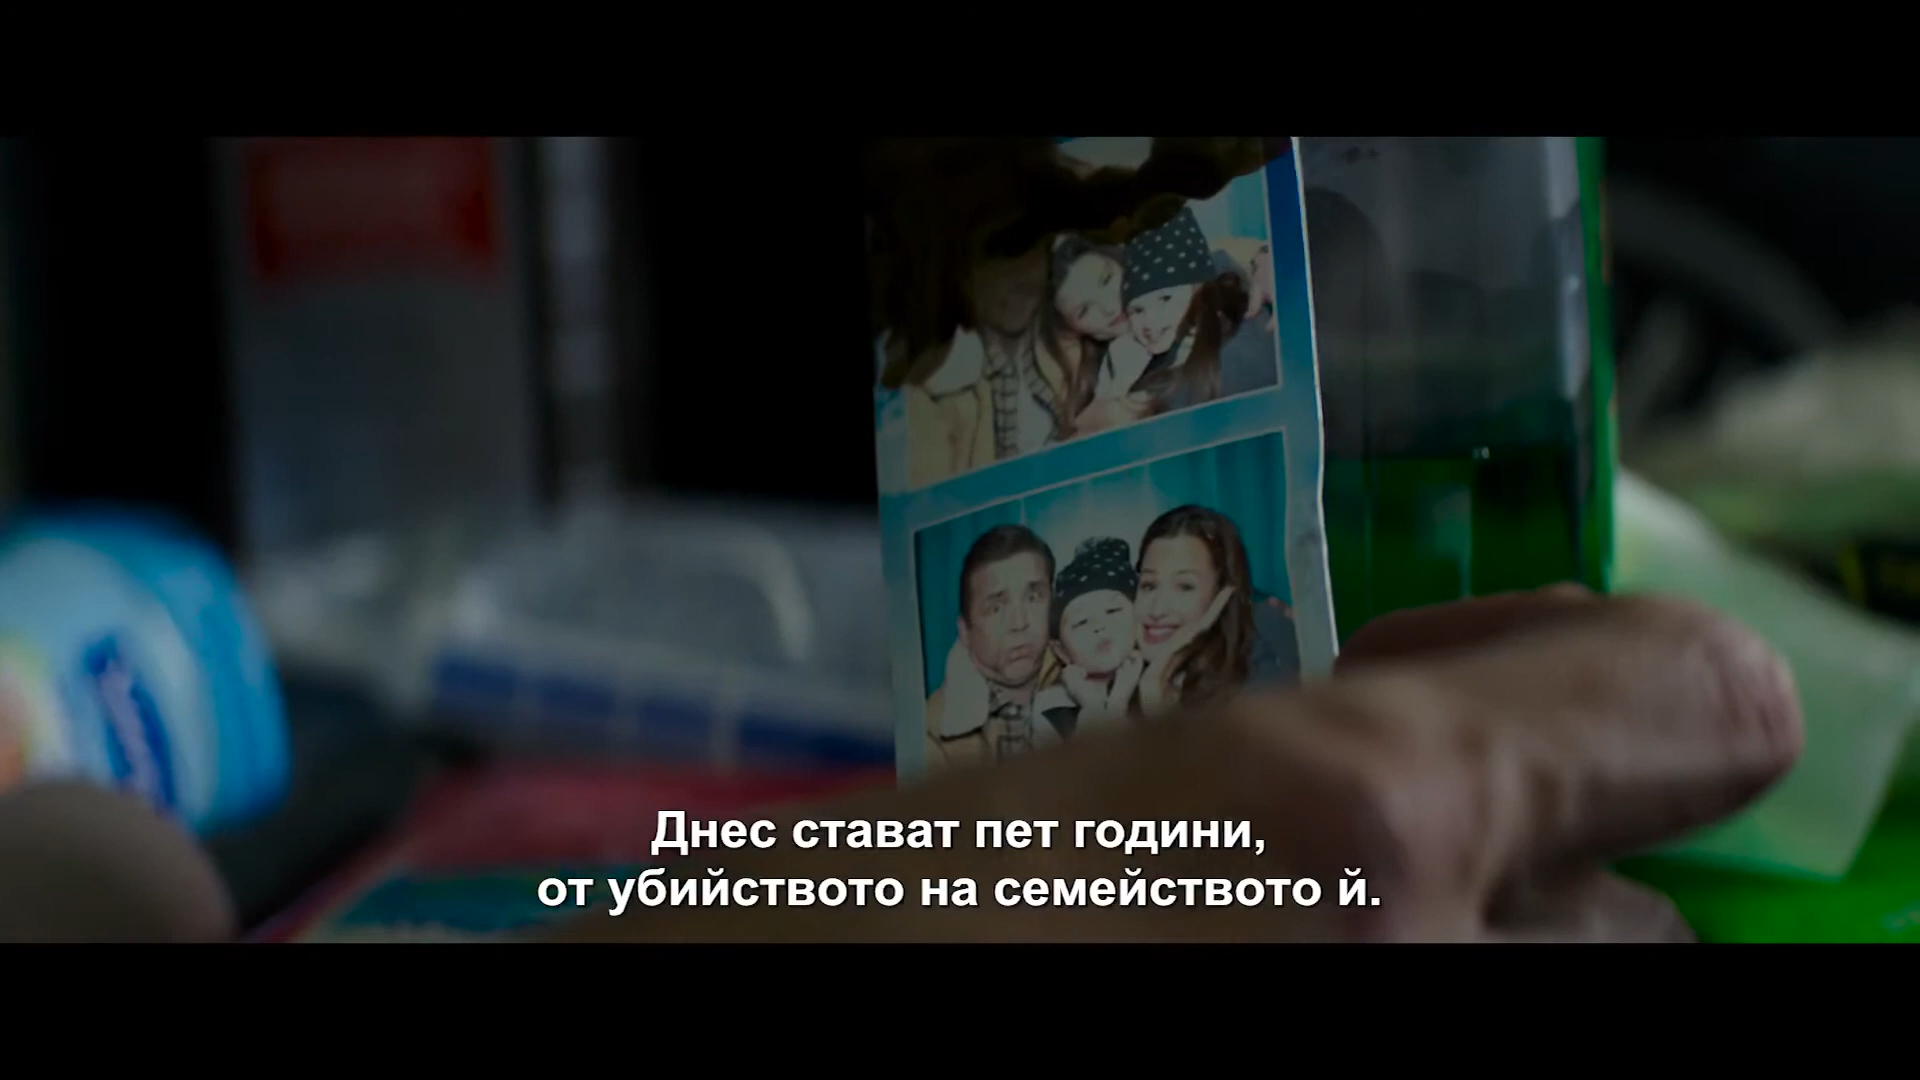 Днес стават пет години,
от убийството на семейството й.